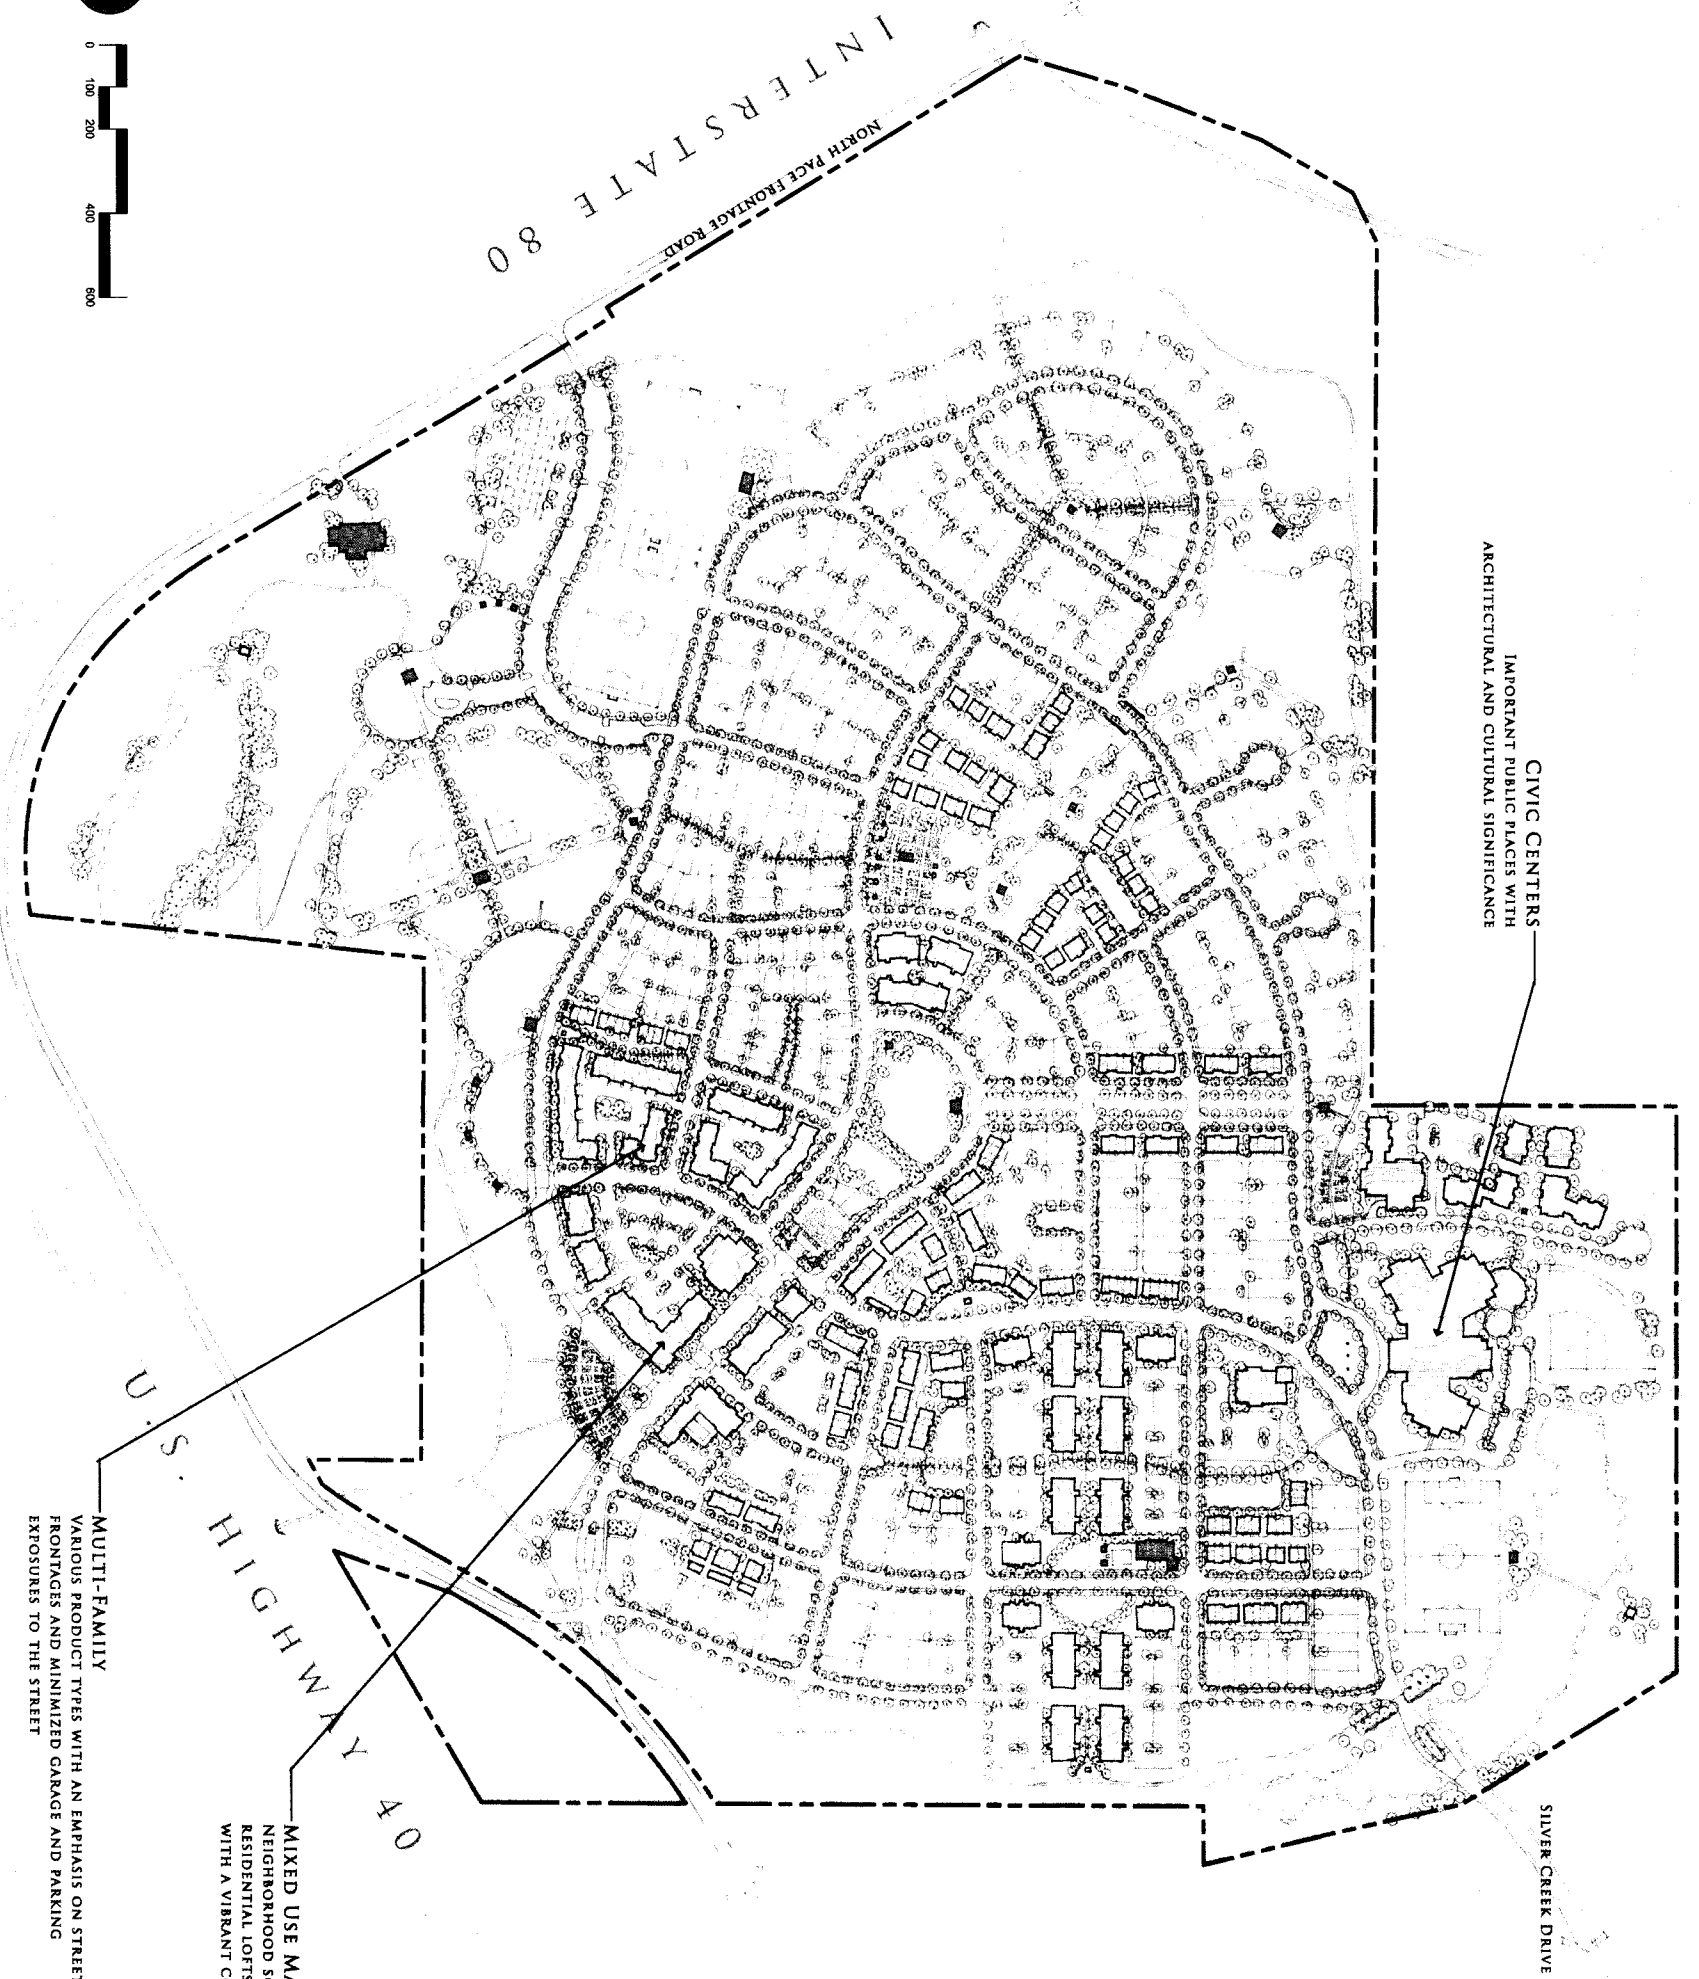 INTERSTATE 80
NORTH PACE FRONTAGE ROAD
0 100 200 400 600
CIVIC CENTERS
IMPORTANT PUBLIC PLACES WITH
ARCHITECTURAL AND CULTURAL SIGNIFICANCE
U.S. HIGHWAY 40
MULTI-FAMILY
VARIOUS PRODUCT TYPES WITH AN EMPHASIS ON STREET
FRONTAGES AND MINIMIZED GARAGE AND PARKING
EXPOSURES TO THE STREET
MIXED USE
NEIGHBORHOOD
RESIDENTIAL LOFTS
WITH A VIBRANT
SILVER CREEK DRIVE